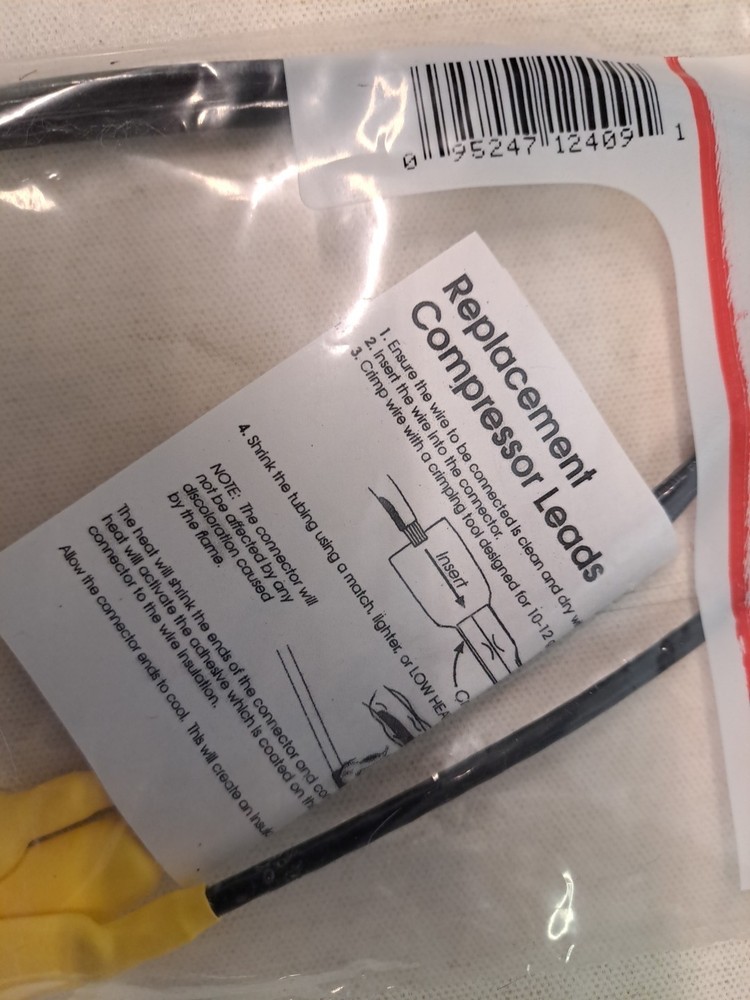 0 95247 12409 1
Replacement
Compressor Leads
1. Ensure the wire to be connected is clean and dry
2. Insert the wire into the connector.
3. Crimp wire with a crimping tool designed for 10-12
Insert
4. Shrink the tubing using a match, lighter, or LOW HEA
NOTE: The connector will
not be affected by any
discoloration caused
by the flame.
The heat will shrink the ends of the connector and
heat will activate the adhesive which is coated on
connector to the wire insulation.
Allow the connector ends to cool. This will create an